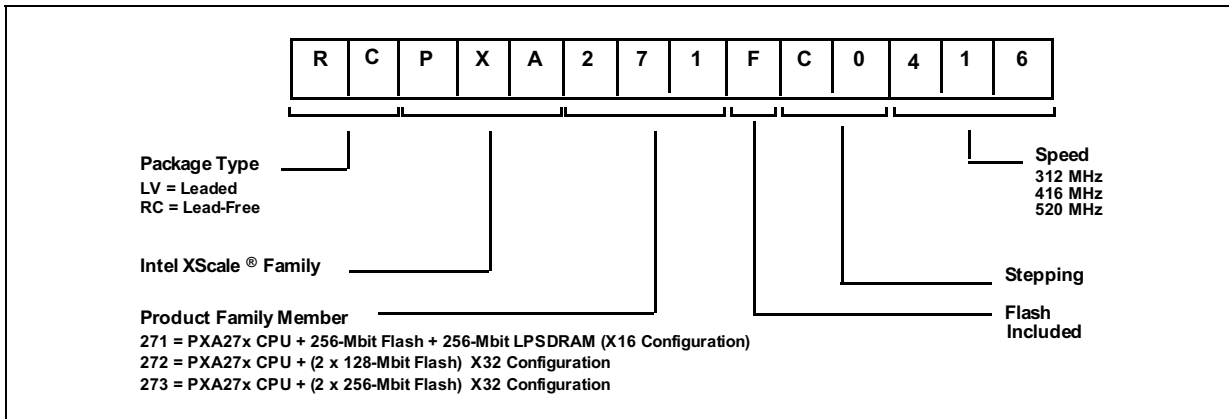 R C P X A 2 7 1 F C 0 4 1 6
Package Type
LV = Leaded
RC = Lead-Free
Intel XScale ® Family
Product Family Member
271 = PXA27x CPU + 256-Mbit Flash + 256-Mbit LPSDRAM (X16 Configuration)
272 = PXA27x CPU + (2 x 128-Mbit Flash) X32 Configuration
273 = PXA27x CPU + (2 x 256-Mbit Flash) X32 Configuration
Speed
312 MHz
416 MHz
520 MHz
Stepping
Flash
Included